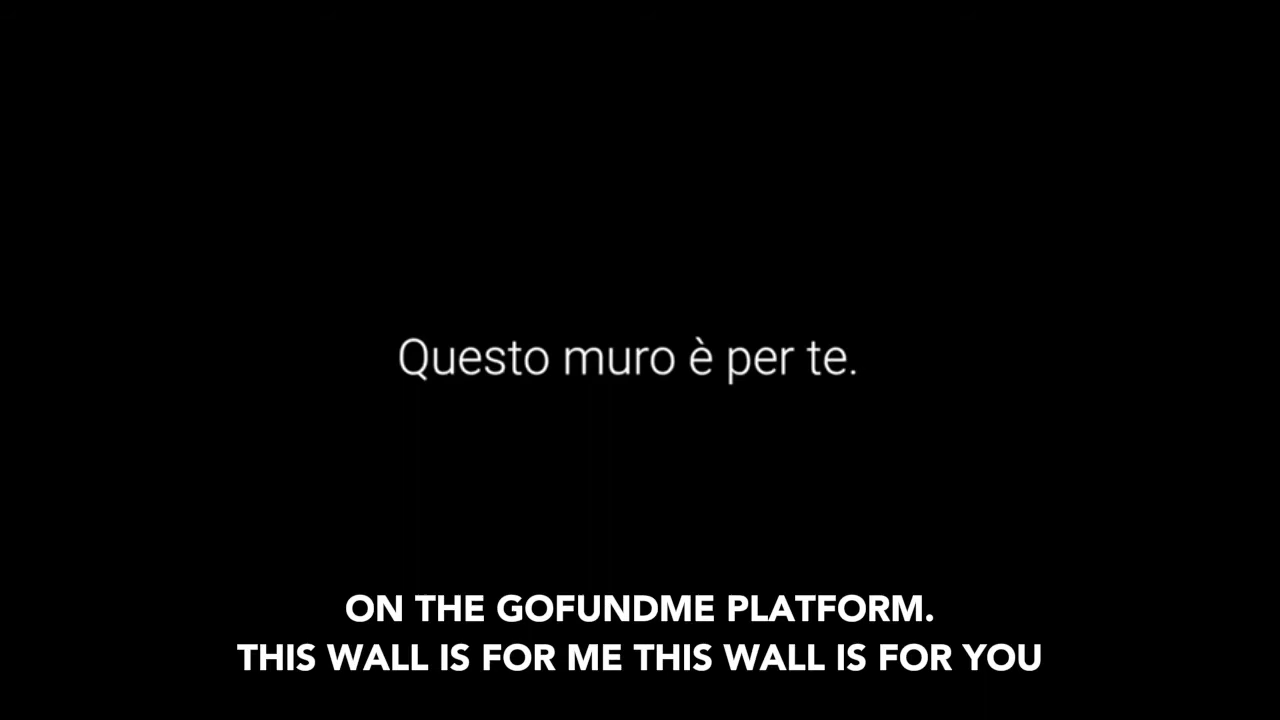 Questo muro è per te.
ON THE GOFUNDME PLATFORM.
THIS WALL IS FOR ME THIS WALL IS FOR YOU